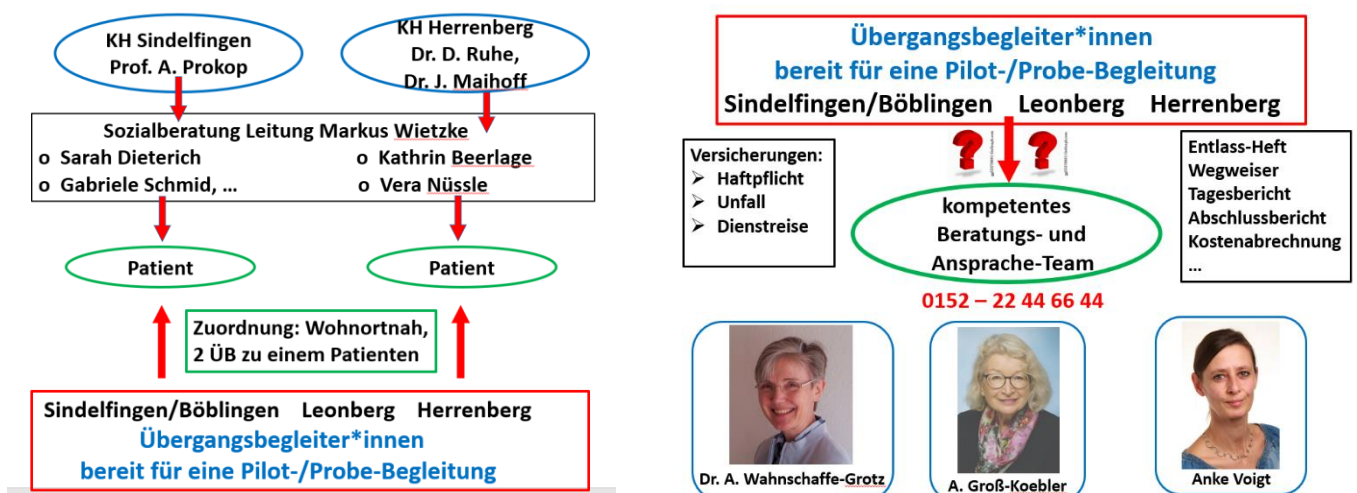 KH Sindelfingen
Prof. A. Prokop
KH Herrenberg
Dr. D. Ruhe,
Dr. J. Maihoff
Sozialberatung Leitung Markus Wietzke
o Sarah Dieterich
o Gabriele Schmid, ...
o Kathrin Beerlage
o Vera Nüssle
Patient
Patient
Zuordnung: Wohnortnah,
2 ÜB zu einem Patienten
Sindelfingen/Böblingen Leonberg Herrenberg
Übergangsbegleiter*innen
bereit für eine Pilot-/Probe-Begleitung
Übergangsbegleiter*innen
bereit für eine Pilot-/Probe-Begleitung
Sindelfingen/Böblingen Leonberg Herrenberg
Versicherungen:
➢ Haftpflicht
➢ Unfall
➢ Dienstreise
? ?
kompetentes
Beratungs- und
Ansprache-Team
Entlass-Heft
Wegweiser
Tagesbericht
Abschlussbericht
Kostenabrechnung
...
0152 – 22 44 66 44
Dr. A. Wahnschaffe-Grotz
A. Groß-Koebler
Anke Voigt